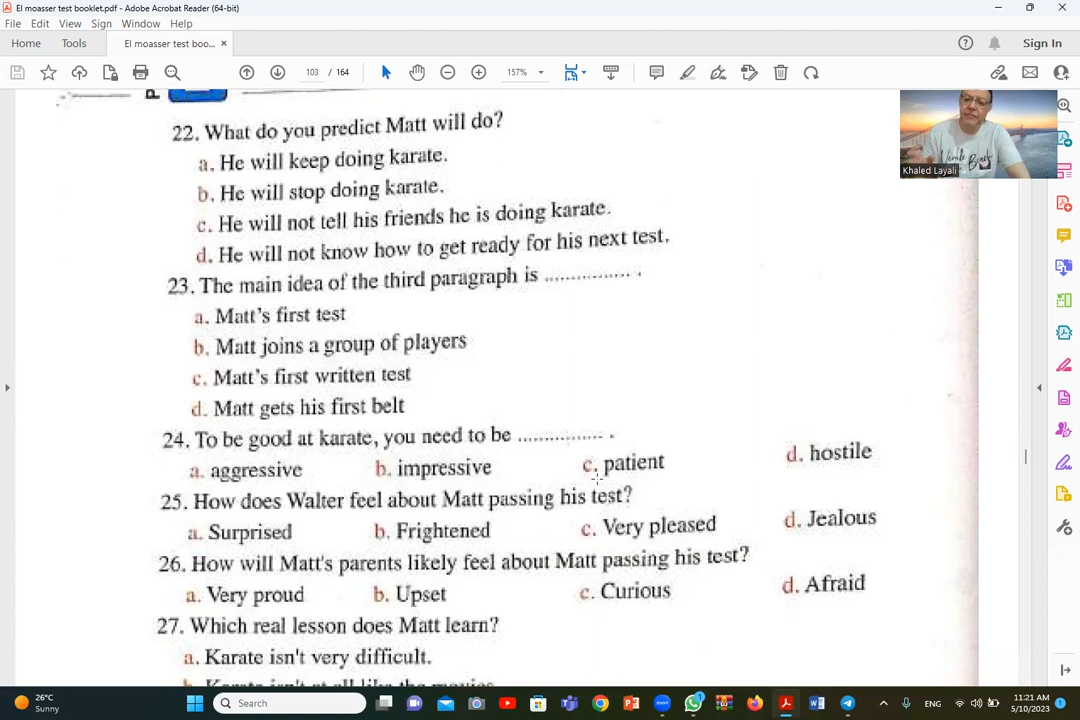 El moasser test booklet.pdf - Adobe Acrobat Reader (64-bit)
File Edit View Sign Window Help
Home Tools El moasser test boo... × Sign In
103 / 164 157%
22. What do you predict Matt will do?
a. He will keep doing karate.
b. He will stop doing karate.
c. He will not tell his friends he is doing karate.
d. He will not know how to get ready for his next test.
23. The main idea of the third paragraph is ................ .
a. Matt's first test
b. Matt joins a group of players
c. Matt's first written test
d. Matt gets his first belt
24. To be good at karate, you need to be ................ .
a. aggressive b. impressive c. patient d. hostile
25. How does Walter feel about Matt passing his test?
a. Surprised b. Frightened c. Very pleased d. Jealous
26. How will Matt's parents likely feel about Matt passing his test?
a. Very proud b. Upset c. Curious d. Afraid
27. Which real lesson does Matt learn?
a. Karate isn't very difficult.
b. Karate isn't at all like the movies
Khaled Layali
26°C
Sunny
Search
ENG
11:21 AM
5/10/2023